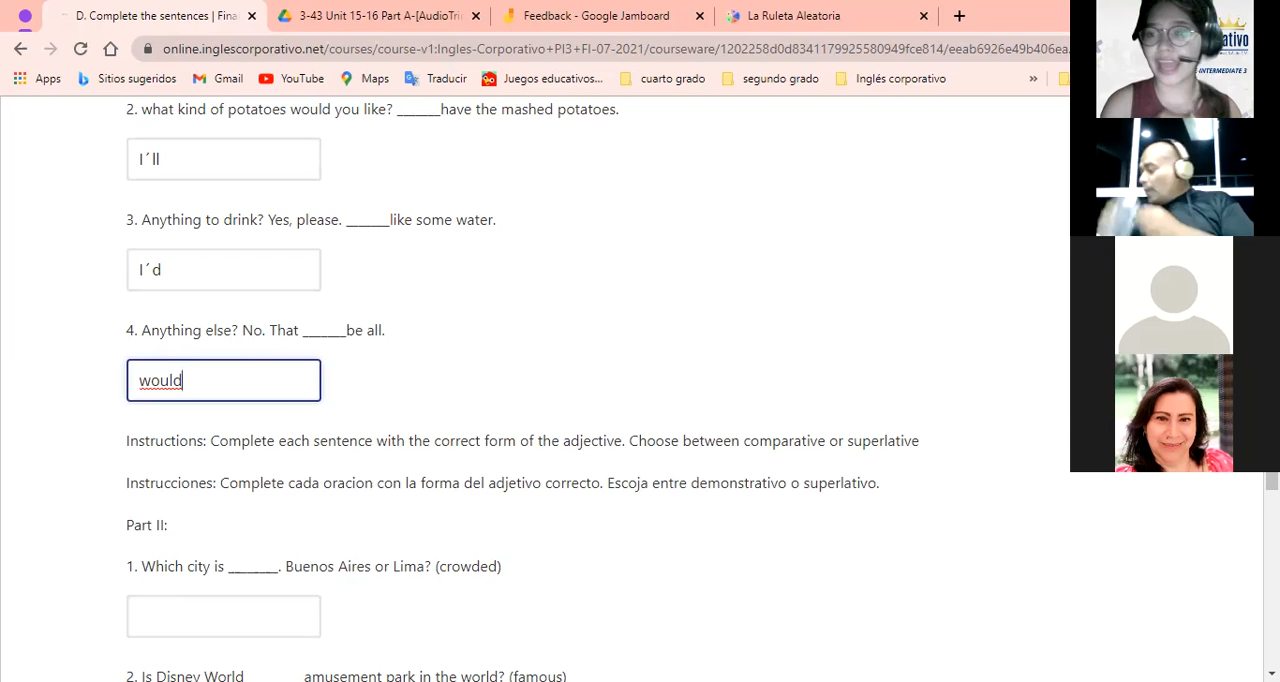 D. Complete the sentences | Fina
3-43 Unit 15-16 Part A-[AudioTri
Feedback - Google Jamboard
La Ruleta Aleatoria
online.inglescorporativo.net/courses/course-v1:Ingles-Corporativo+PI3+FI-07-2021/courseware/1202258d0d8341179925580949fce814/eeab6926e49b406ea
Apps
Sitios sugeridos
Gmail
YouTube
Maps
Traducir
Juegos educativos...
cuarto grado
segundo grado
Inglés corporativo
ativo
INTERMEDIATE 3
2. what kind of potatoes would you like? ______have the mashed potatoes.
I´ll
3. Anything to drink? Yes, please. ______like some water.
I´d
4. Anything else? No. That ______be all.
would
Instructions: Complete each sentence with the correct form of the adjective. Choose between comparative or superlative
Instrucciones: Complete cada oracion con la forma del adjetivo correcto. Escoja entre demonstrativo o superlativo.
Part II:
1. Which city is _______. Buenos Aires or Lima? (crowded)
2. Is Disney World ________ amusement park in the world? (famous)